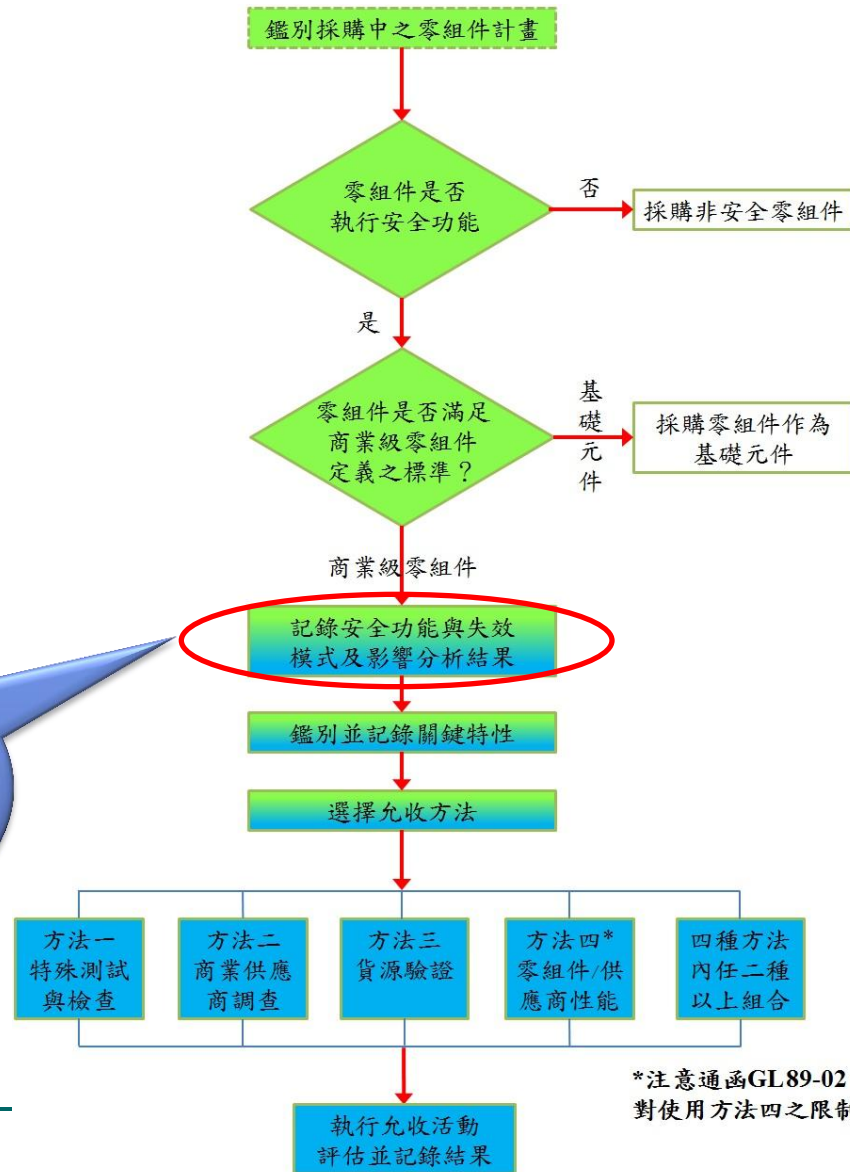 鑑別採購中之零組件計畫
零組件是否
執行安全功能
否
採購非安全零組件
是
零組件是否滿足
商業級零組件
定義之標準？
基
礎
元
件
採購零組件作為
基礎元件
商業級零組件
記錄安全功能與失效
模式及影響分析結果
鑑別並記錄關鍵特性
選擇允收方法
方法一
特殊測試
與檢查
方法二
商業供應
商調查
方法三
貨源驗證
方法四*
零組件/供
應商性能
四種方法
內任二種
以上組合
*注意通函GL89-02
對使用方法四之限制
執行允收活動
評估並記錄結果